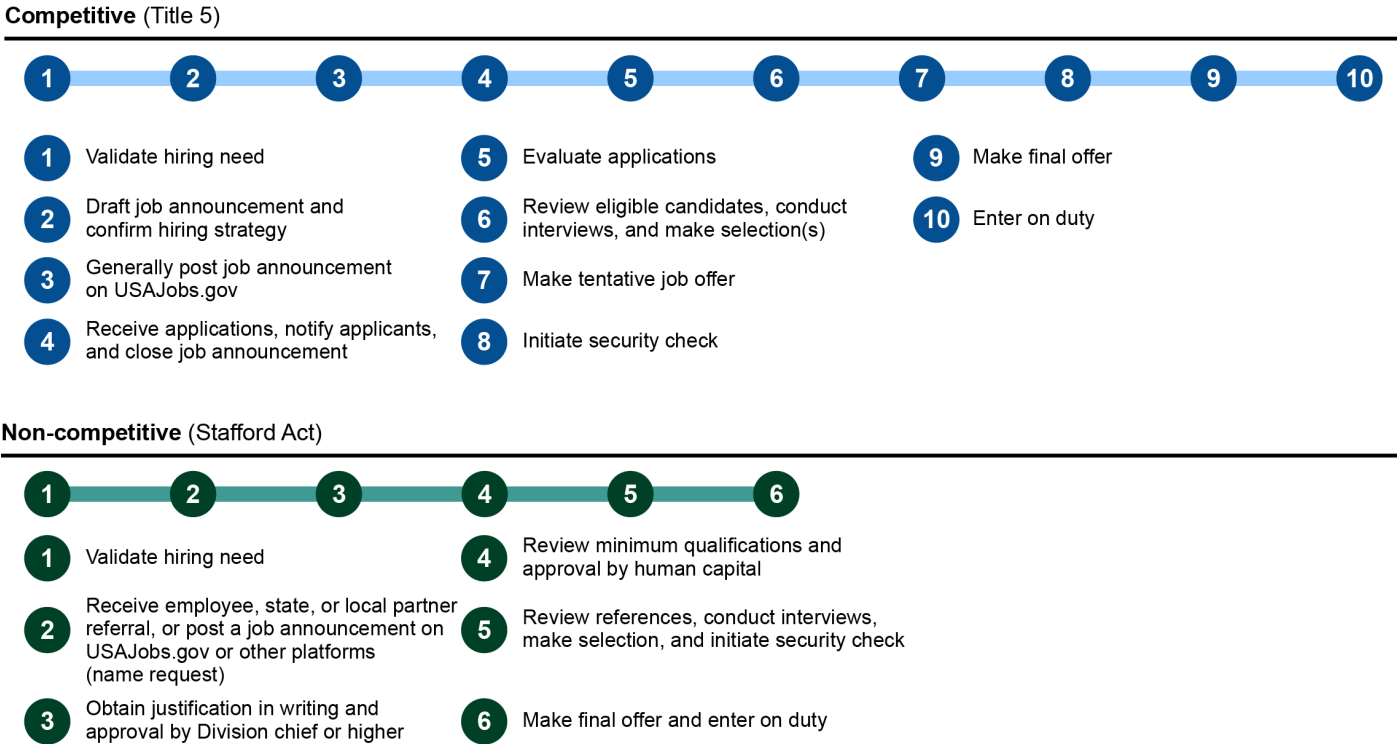 Competitive (Title 5)
1 2 3 4 5 6 7 8 9 10
1 Validate hiring need
2 Draft job announcement and
confirm hiring strategy
3 Generally post job announcement
on USAJobs.gov
4 Receive applications, notify applicants,
and close job announcement
5 Evaluate applications
6 Review eligible candidates, conduct
interviews, and make selection(s)
7 Make tentative job offer
8 Initiate security check
9 Make final offer
10 Enter on duty
Non-competitive (Stafford Act)
1 2 3 4 5 6
1 Validate hiring need
2 Receive employee, state, or local partner
referral, or post a job announcement on
USAJobs.gov or other platforms
(name request)
3 Obtain justification in writing and
approval by Division chief or higher
4 Review minimum qualifications and
approval by human capital
5 Review references, conduct interviews,
make selection, and initiate security check
6 Make final offer and enter on duty